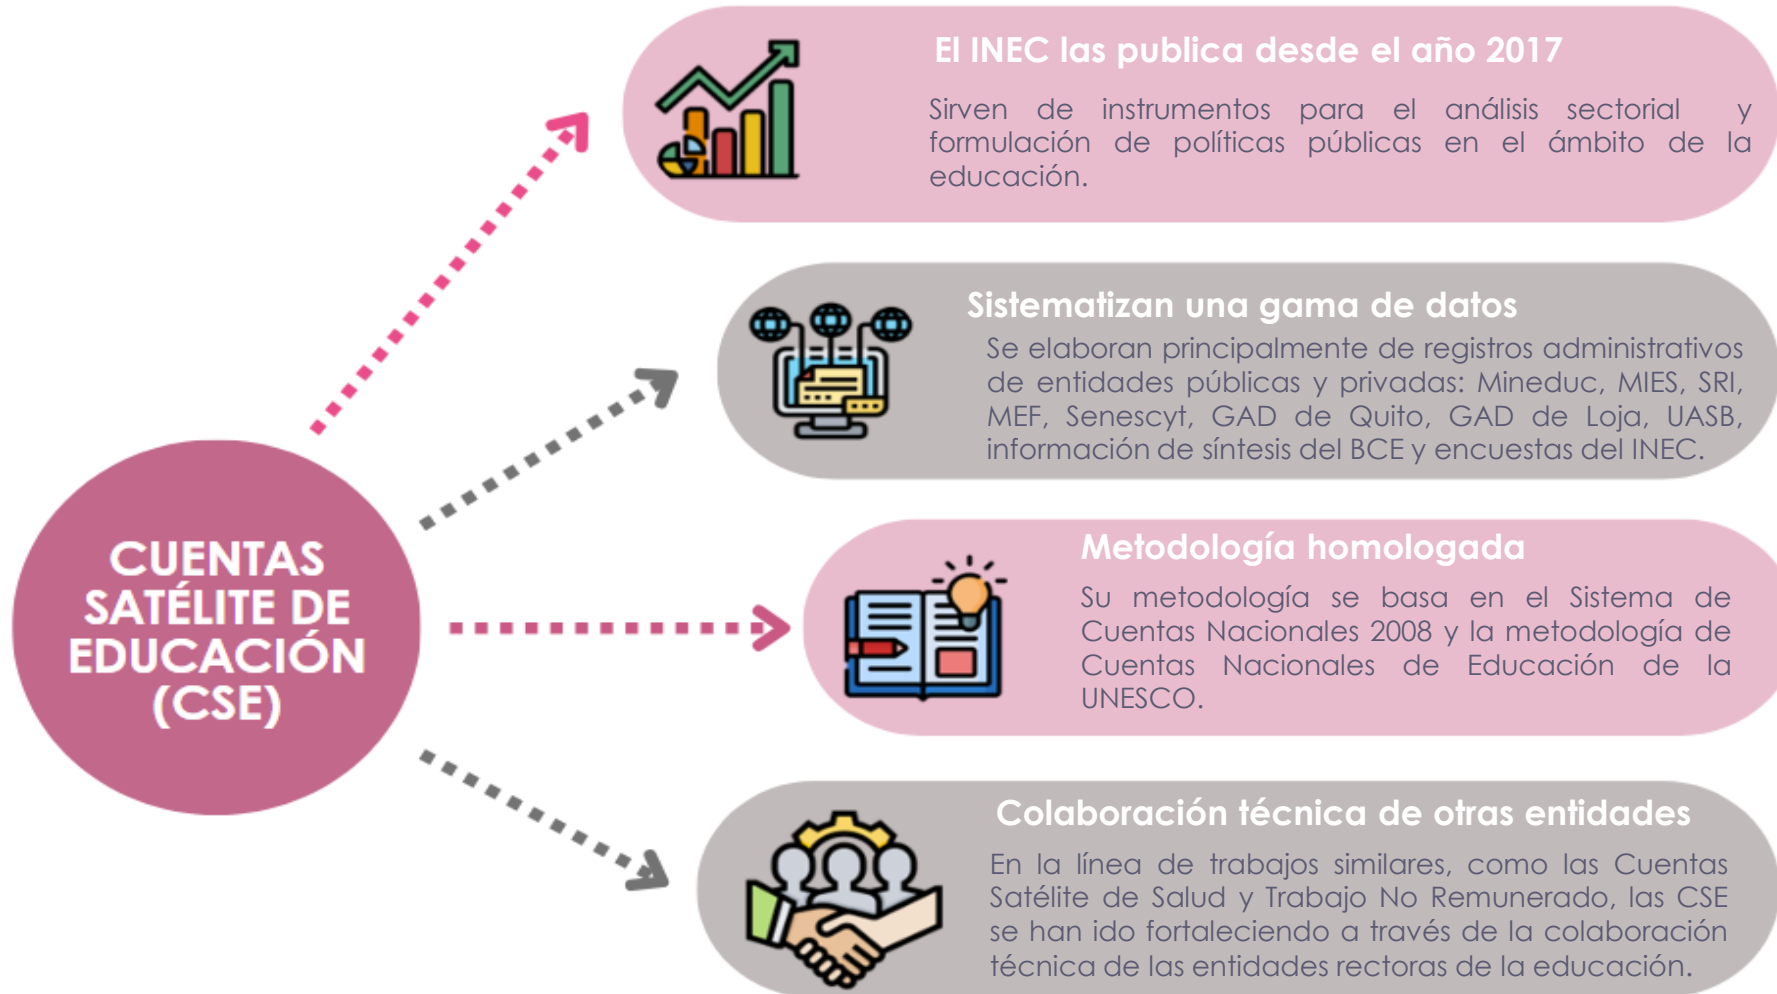 CUENTAS
SATÉLITE DE
EDUCACIÓN
(CSE)
El INEC las publica desde el año 2017
Sirven de instrumentos para el análisis sectorial y
formulación de políticas públicas en el ámbito de la
educación.
Sistematizan una gama de datos
Se elaboran principalmente de registros administrativos
de entidades públicas y privadas: Mineduc, MIES, SRI,
MEF, Senescyt, GAD de Quito, GAD de Loja, UASB,
información de síntesis del BCE y encuestas del INEC.
Metodología homologada
Su metodología se basa en el Sistema de
Cuentas Nacionales 2008 y la metodología de
Cuentas Nacionales de Educación de la
UNESCO.
Colaboración técnica de otras entidades
En la línea de trabajos similares, como las Cuentas
Satélite de Salud y Trabajo No Remunerado, las CSE
se han ido fortaleciendo a través de la colaboración
técnica de las entidades rectoras de la educación.